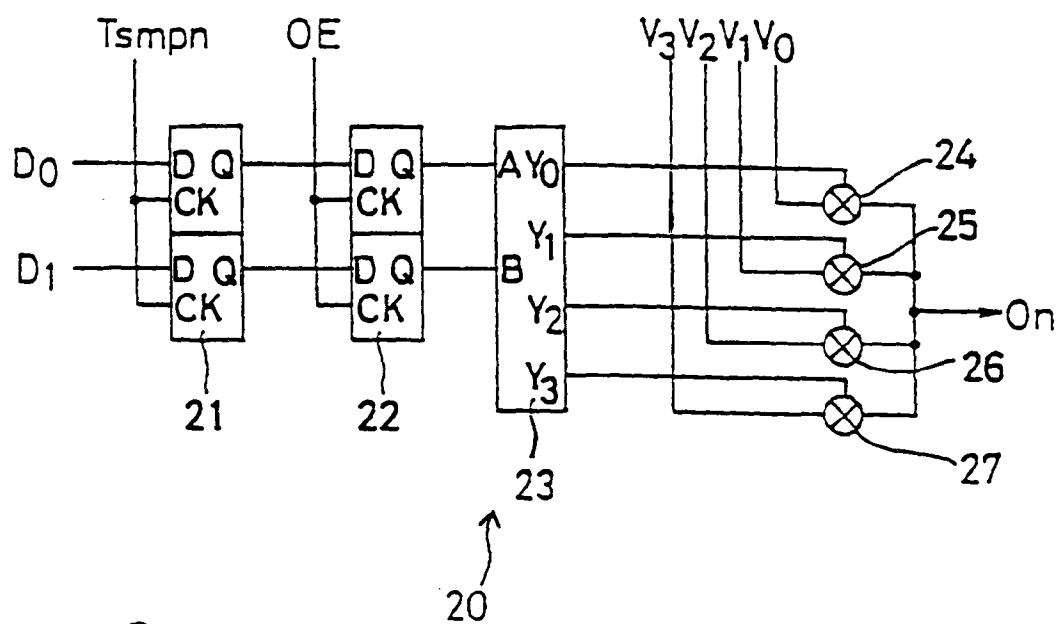 Tsmpn OE V3 V2 V1 V0
D0 D Q D Q A Y0 24
CK CK
Y1 25
D1 D Q D Q B
CK CK Y2 On
26
Y3
21 22 27
23
20